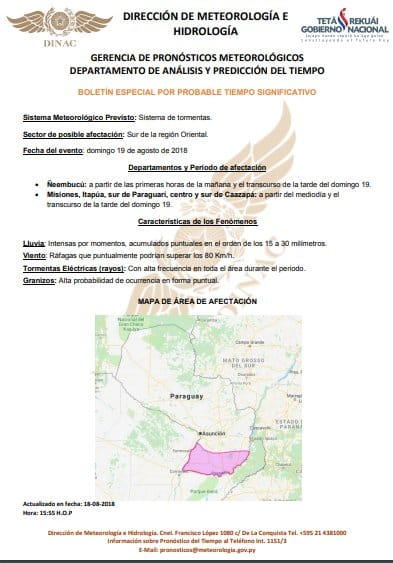 DINAC
DIRECCIÓN DE METEOROLOGÍA E
HIDROLOGÍA
TETÃ REKUÁI
GOBIERNO NACIONAL
GERENCIA DE PRONÓSTICOS METEOROLÓGICOS
DEPARTAMENTO DE ANÁLISIS Y PREDICCIÓN DEL TIEMPO
BOLETÍN ESPECIAL POR PROBABLE TIEMPO SIGNIFICATIVO
Sistema Meteorológico Previsto: Sistema de tormentas.
Sector de posible afectación: Sur de la región Oriental.
Fecha del evento: domingo 19 de agosto de 2018
Departamentos y Periodo de afectación
• Ñeembucú: a partir de las primeras horas de la mañana y el transcurso de la tarde del domingo 19.
• Misiones, Itapúa, sur de Paraguarí, centro y sur de Caazapá: a partir del mediodía y el
transcurso de la tarde del domingo 19.
Características de los Fenómenos
Lluvia: Intensas por momentos, acumulados puntuales en el orden de los 15 a 30 milímetros.
Viento: Ráfagas que puntualmente podrían superar los 80 Km/h.
Tormentas Eléctricas (rayos): Con alta frecuencia en toda el área durante el periodo.
Granizos: Alta probabilidad de ocurrencia en forma puntual.
DINAC
MAPA DE ÁREA DE AFECTACIÓN
Campo Grande
MATO GROSSO
DO SUL
Paraguay
Asunción
Actualizado en fecha: 18-08-2018
Hora: 15:55 H.O.P
Dirección de Meteorología e Hidrología. Cnel. Francisco López 1080 c/ De La Conquista Tel. +595 21 4381000
Información sobre Pronóstico del Tiempo al Teléfono int. 1151/3
E-Mail: pronosticos@meteorologia.gov.py